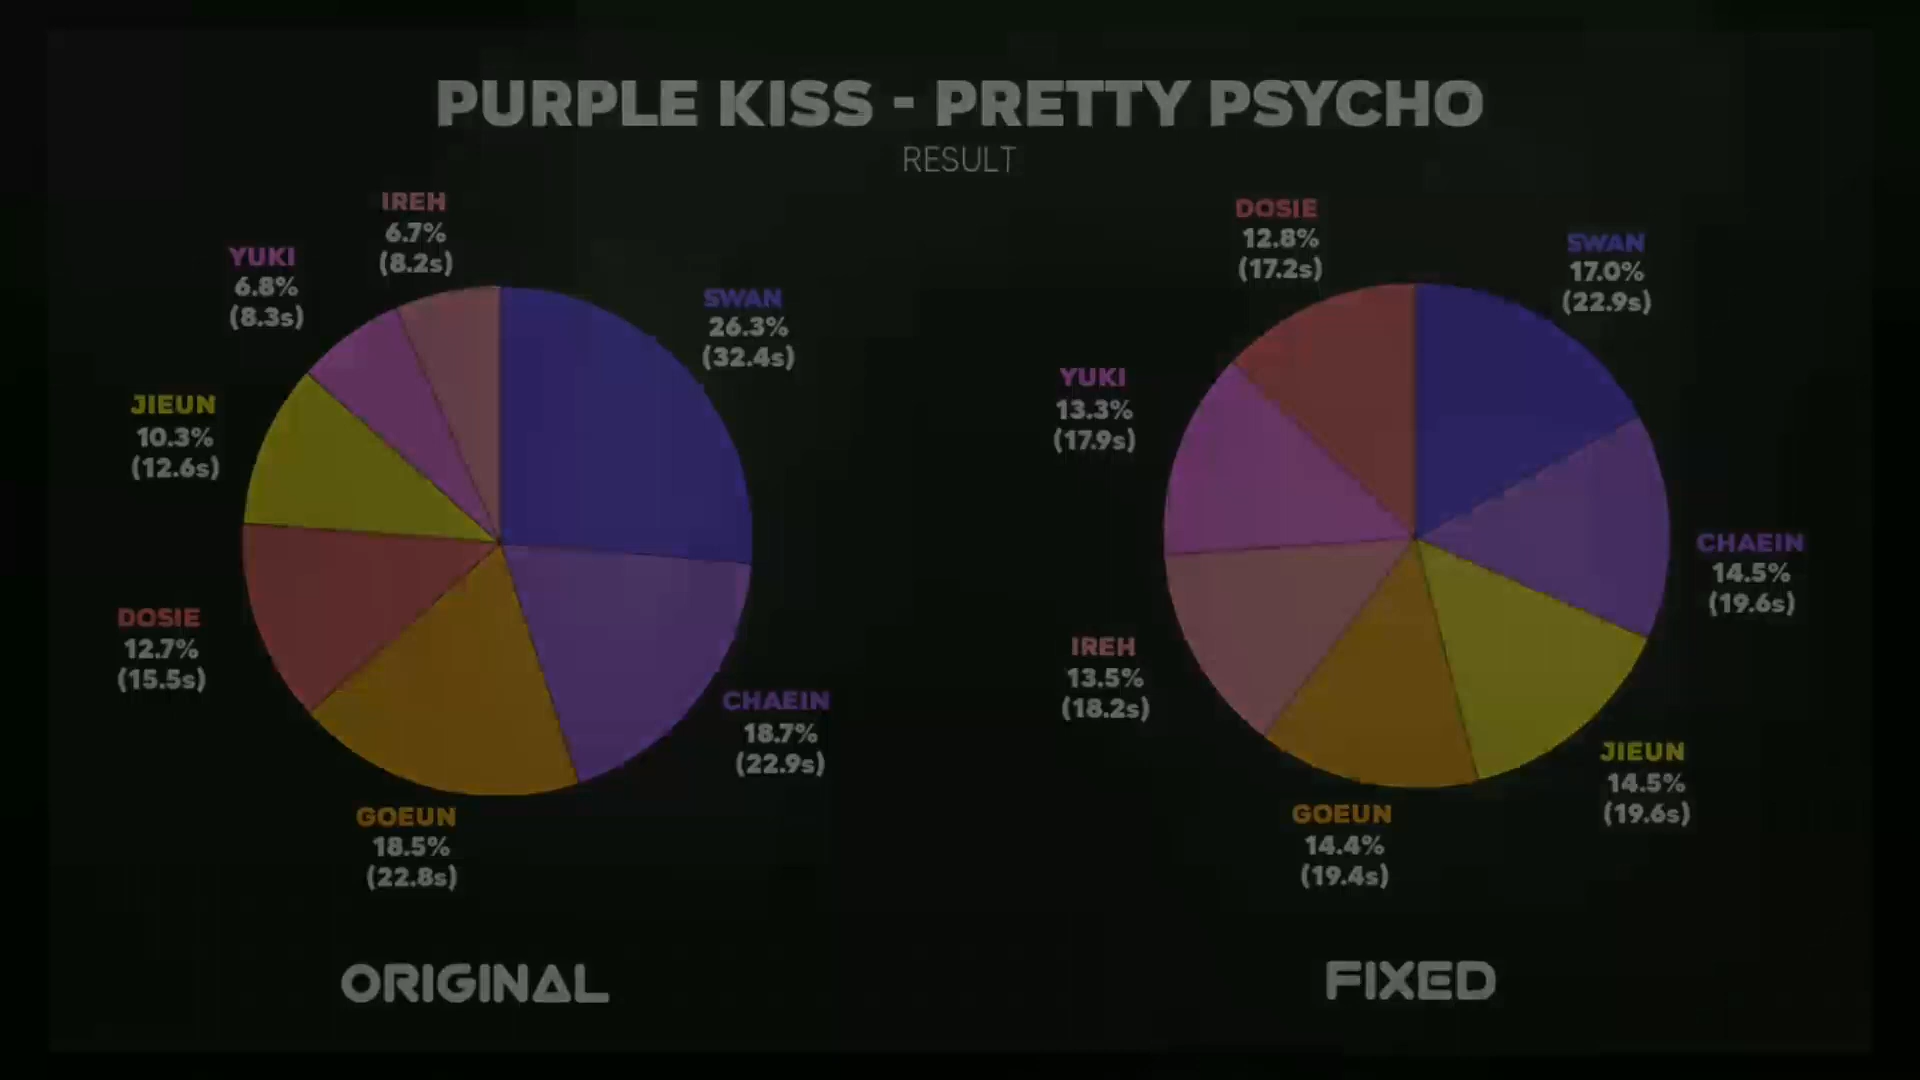 PURPLE KISS - PRETTY PSYCHO
RESULT
IREH
6.7%
(8.2s)
YUKI
6.8%
(8.3s)
SWAN
26.3%
(32.4s)
JIEUN
10.3%
(12.6s)
DOSIE
12.7%
(15.5s)
CHAEIN
18.7%
(22.9s)
GOEUN
18.5%
(22.8s)
ORIGINAL
DOSIE
12.8%
(17.2s)
SWAN
17.0%
(22.9s)
YUKI
13.3%
(17.9s)
CHAEIN
14.5%
(19.6s)
IREH
13.5%
(18.2s)
JIEUN
14.5%
(19.6s)
GOEUN
14.4%
(19.4s)
FIXED